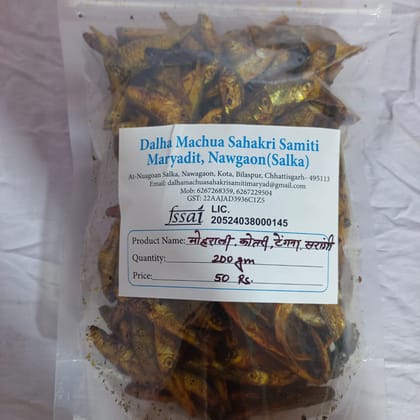 Dalha Machua Sahakri Samiti
Maryadit, Nawgaon(Salka)
At-Nuagoan Salka, Nawagaon, Kota, Bilaspur, Chhattisgarh- 495113
Email: dalhamachuasahakrisamitimaryad@gmail.com
Mob: 6267268359, 6267229504
GST: 22AAJAD3936C1Z5
fssai LIC.
20524038000145
Product Name: मोहराली, कोतरी, टेंगना, सरांगी
Quantity: 200 gm
Price: 50 Rs.